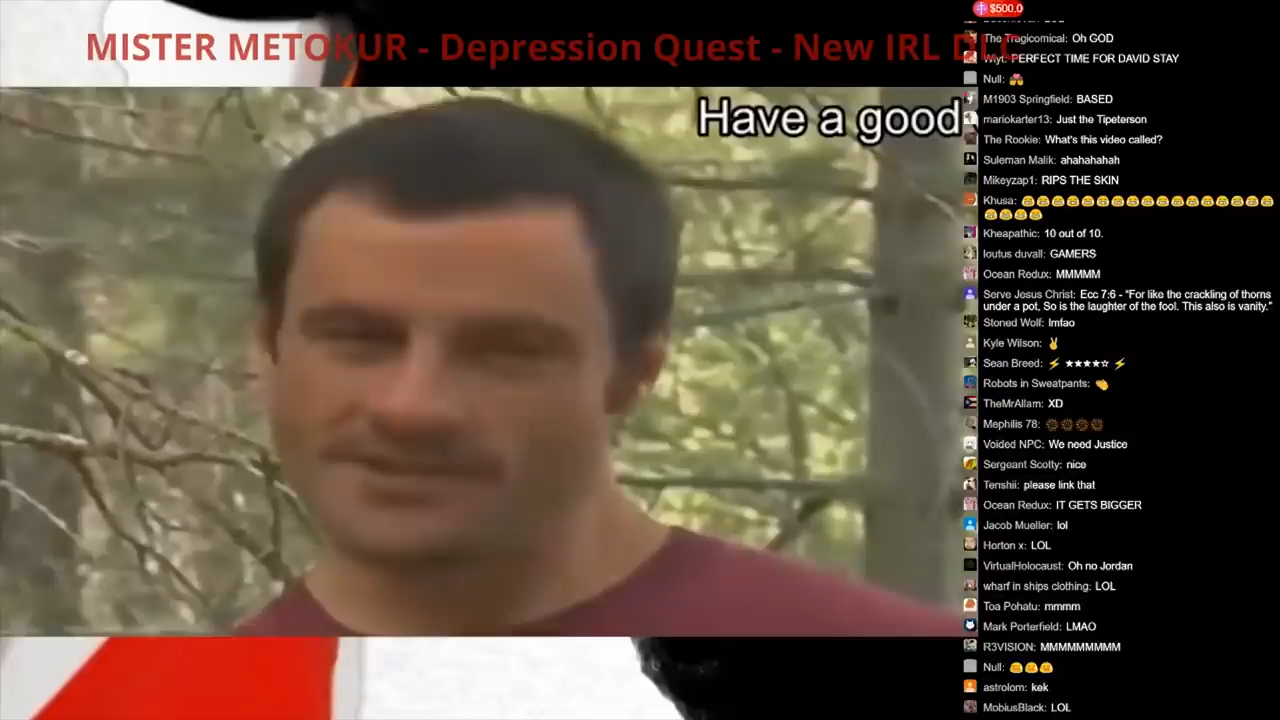 $500.0
MISTER METOKUR - Depression Quest - New IRL DLC
Have a good
The Tragicomical: Oh GOD
Wlyt: PERFECT TIME FOR DAVID STAY
Null:
M1903 Springfield: BASED
mariokarter13: Just the Tipeterson
The Rookie: What's this video called?
Suleman Malik: ahahahahah
Mikeyzap1: RIPS THE SKIN
Khusa:
Kheapathic: 10 out of 10.
loutus duvall: GAMERS
Ocean Redux: MMMMM
Serve Jesus Christ: Ecc 7:6 - “For like the crackling of thorns
under a pot, So is the laughter of the fool. This also is vanity.”
Stoned Wolf: lmfao
Kyle Wilson:
Sean Breed: ⚡ ★★★★☆ ⚡
Robots in Sweatpants:
TheMrAllam: XD
Mephilis 78:
Voided NPC: We need Justice
Sergeant Scotty: nice
Tenshii: please link that
Ocean Redux: IT GETS BIGGER
Jacob Mueller: lol
Horton x: LOL
VirtualHolocaust: Oh no Jordan
wharf in ships clothing: LOL
Toa Pohatu: mmmm
Mark Porterfield: LMAO
R3VISION: MMMMMMMMM
Null:
astrolom: kek
MobiusBlack: LOL